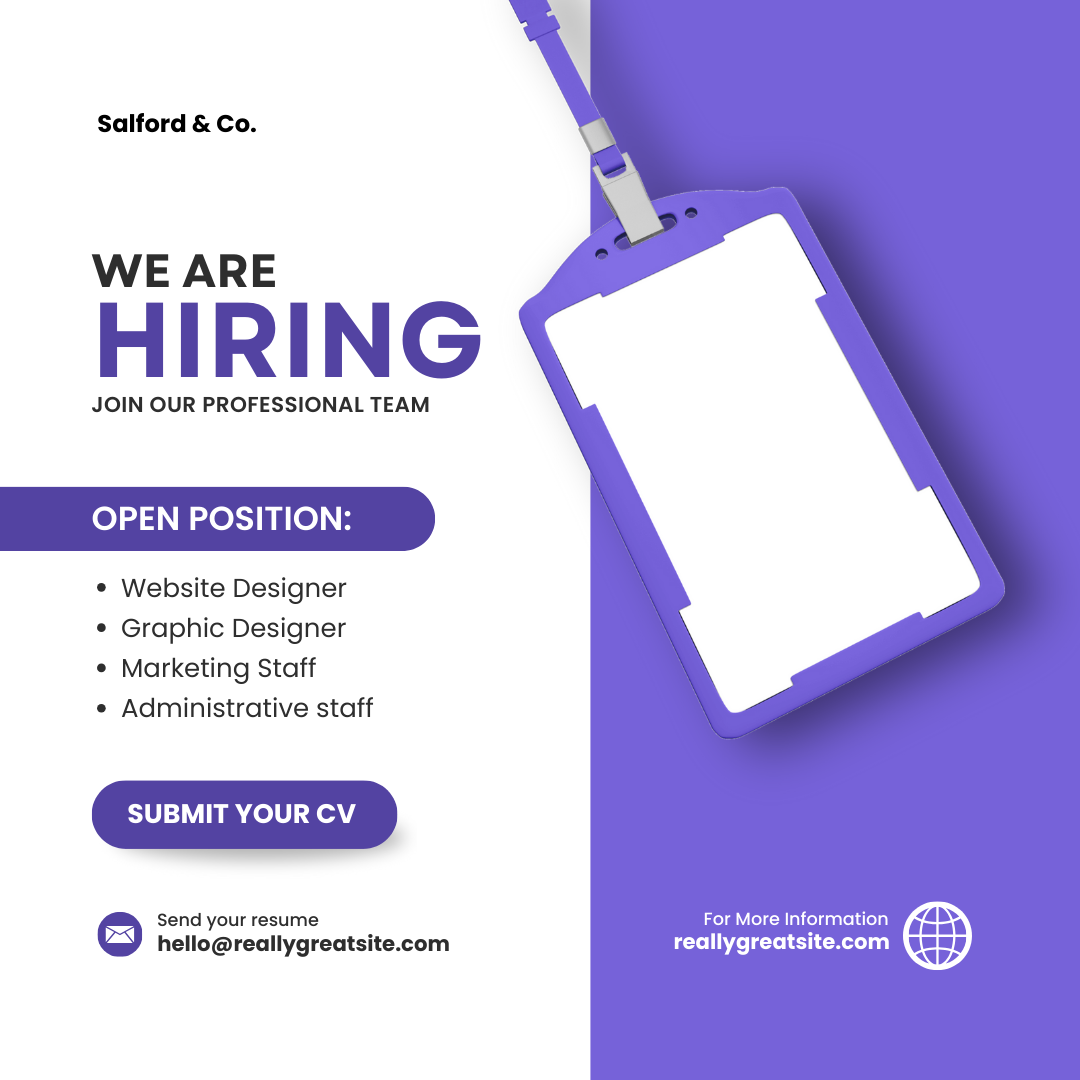 Salford & Co.
WE ARE
HIRING
JOIN OUR PROFESSIONAL TEAM
OPEN POSITION:
• Website Designer
• Graphic Designer
• Marketing Staff
• Administrative staff
SUBMIT YOUR CV
Send your resume
hello@reallygreatsite.com
For More Information
reallygreatsite.com